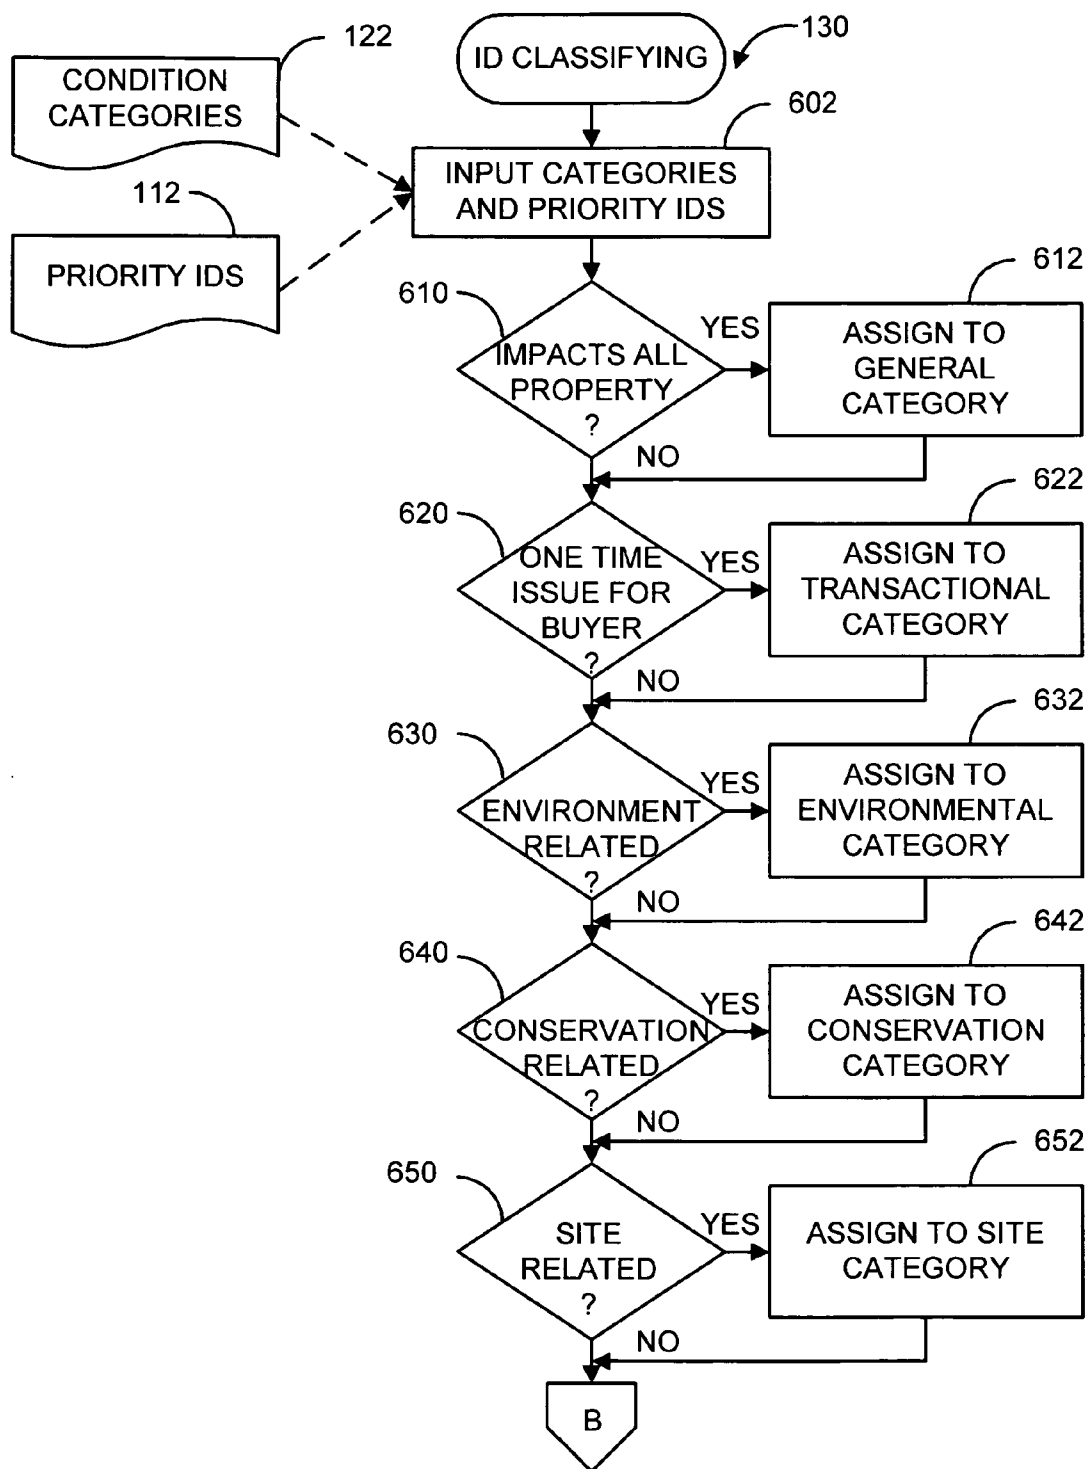 122
CONDITION
CATEGORIES
ID CLASSIFYING
130
602
INPUT CATEGORIES
AND PRIORITY IDS
112
PRIORITY IDS
610
IMPACTS ALL
PROPERTY
?
YES
NO
612
ASSIGN TO
GENERAL
CATEGORY
620
ONE TIME
ISSUE FOR
BUYER
?
YES
NO
622
ASSIGN TO
TRANSACTIONAL
CATEGORY
630
ENVIRONMENT
RELATED
?
YES
NO
632
ASSIGN TO
ENVIRONMENTAL
CATEGORY
640
CONSERVATION
RELATED
?
YES
NO
642
ASSIGN TO
CONSERVATION
CATEGORY
650
SITE
RELATED
?
YES
NO
652
ASSIGN TO SITE
CATEGORY
B